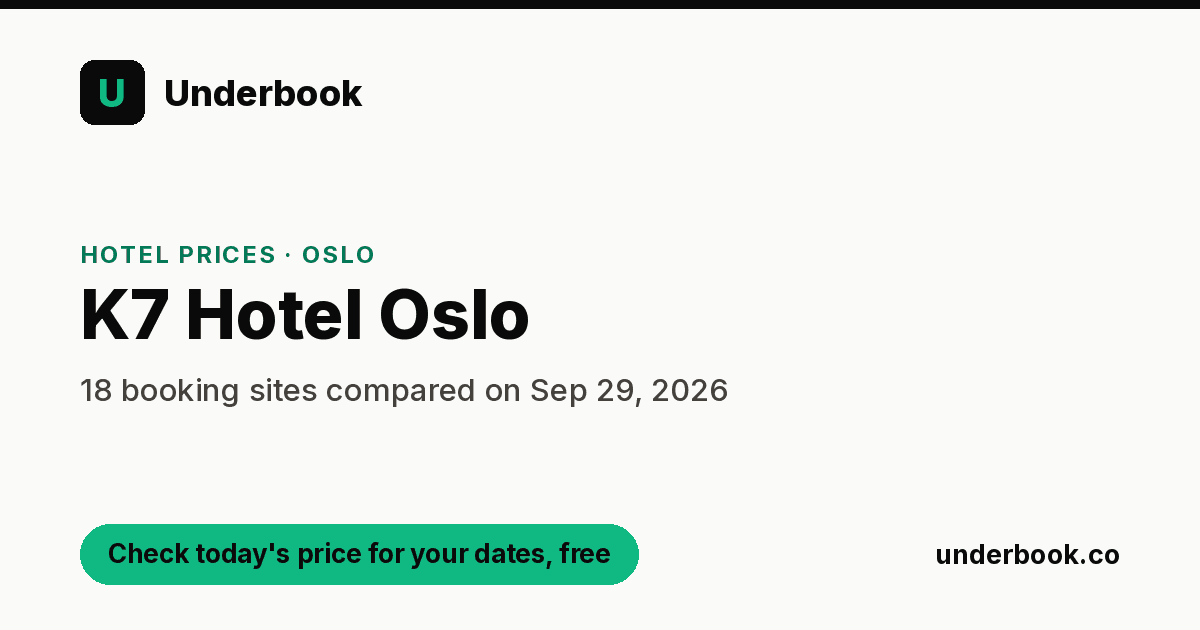 U Underbook
HOTEL PRICES · OSLO
K7 Hotel Oslo
18 booking sites compared on Sep 29, 2026
Check today's price for your dates, free
underbook.co